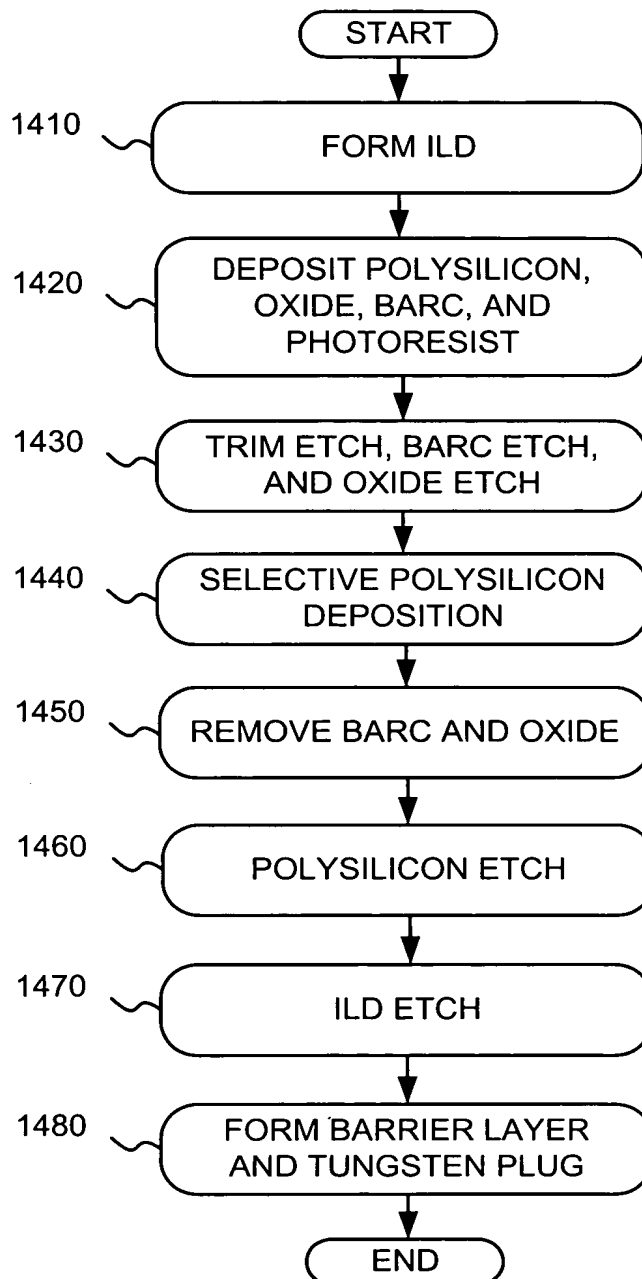 START
1410
FORM ILD
1420
DEPOSIT POLYSILICON,
OXIDE, BARC, AND
PHOTORESIST
1430
TRIM ETCH, BARC ETCH,
AND OXIDE ETCH
1440
SELECTIVE POLYSILICON
DEPOSITION
1450
REMOVE BARC AND OXIDE
1460
POLYSILICON ETCH
1470
ILD ETCH
1480
FORM BARRIER LAYER
AND TUNGSTEN PLUG
END